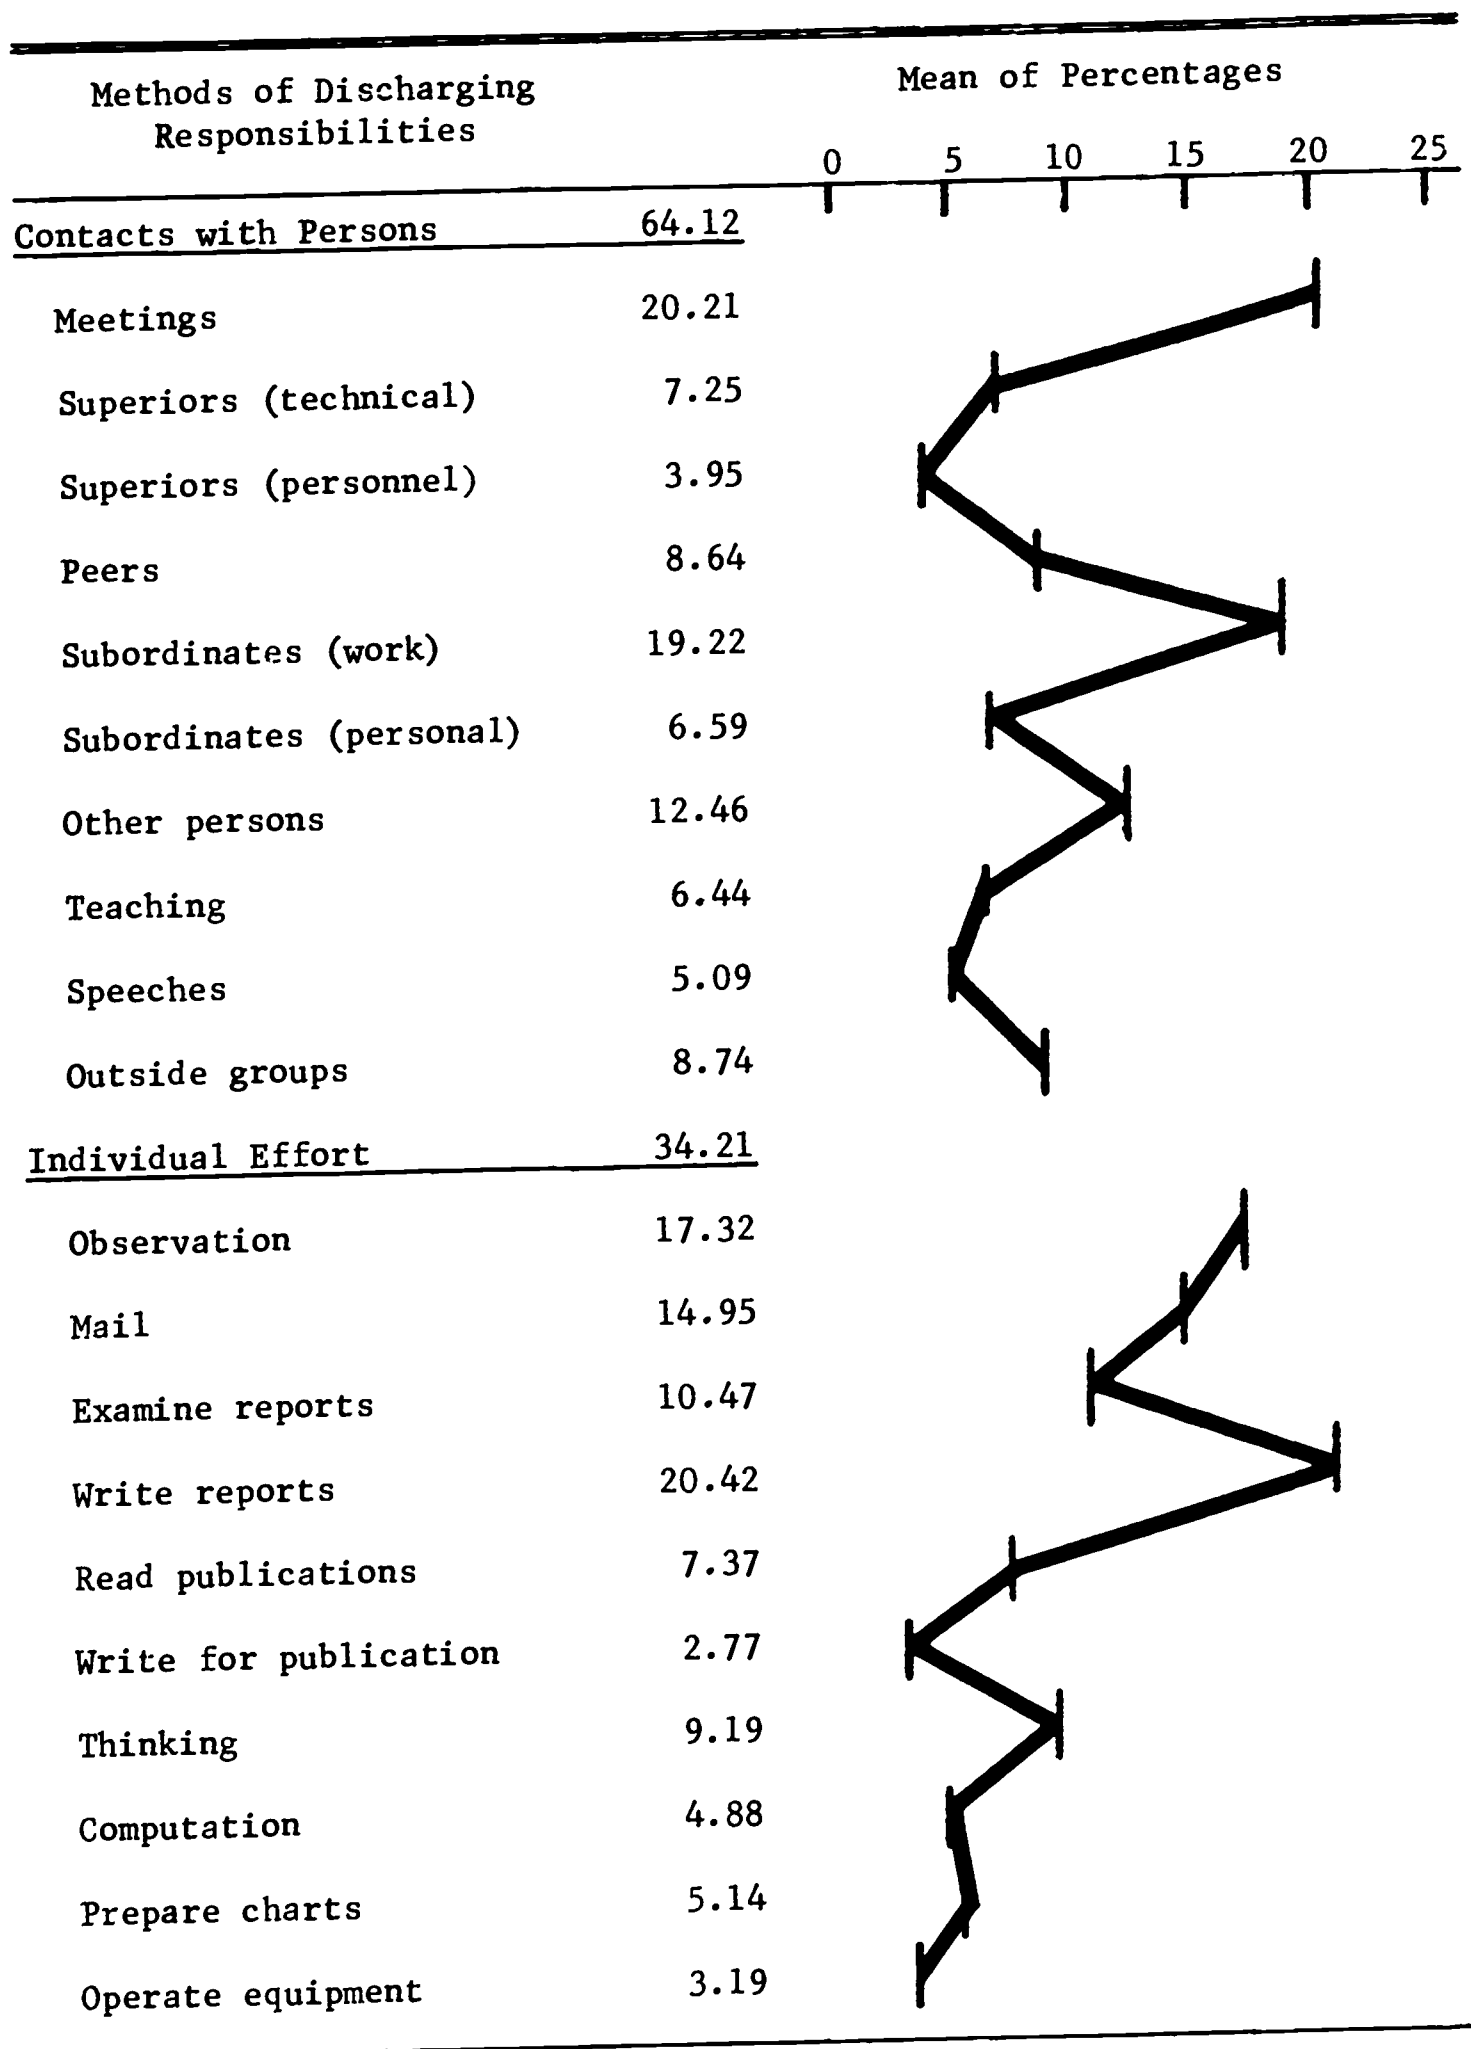 Methods of Discharging
Responsibilities
Mean of Percentages
0 5 10 15 20 25
Contacts with Persons 64.12
Meetings 20.21
Superiors (technical) 7.25
Superiors (personnel) 3.95
Peers 8.64
Subordinates (work) 19.22
Subordinates (personal) 6.59
Other persons 12.46
Teaching 6.44
Speeches 5.09
Outside groups 8.74
Individual Effort 34.21
Observation 17.32
Mail 14.95
Examine reports 10.47
Write reports 20.42
Read publications 7.37
Write for publication 2.77
Thinking 9.19
Computation 4.88
Prepare charts 5.14
Operate equipment 3.19